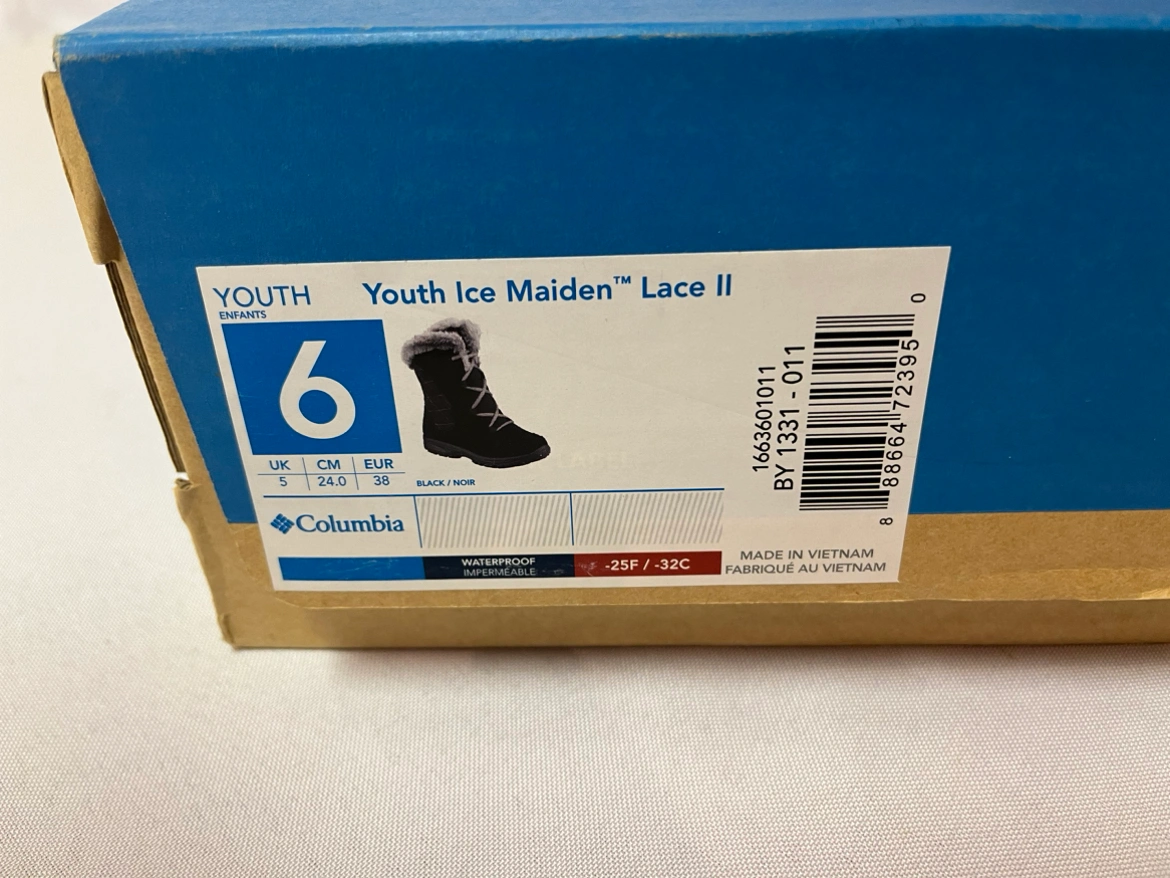 YOUTH
ENFANTS
Youth Ice Maiden™ Lace II
6
UK CM EUR
5 24.0 38
BLACK / NOIR
Columbia
WATERPROOF
IMPERMÉABLE
-25F / -32C
1663601011
BY 1331 - 011
8 88664 72395 0
MADE IN VIETNAM
FABRIQUÉ AU VIETNAM